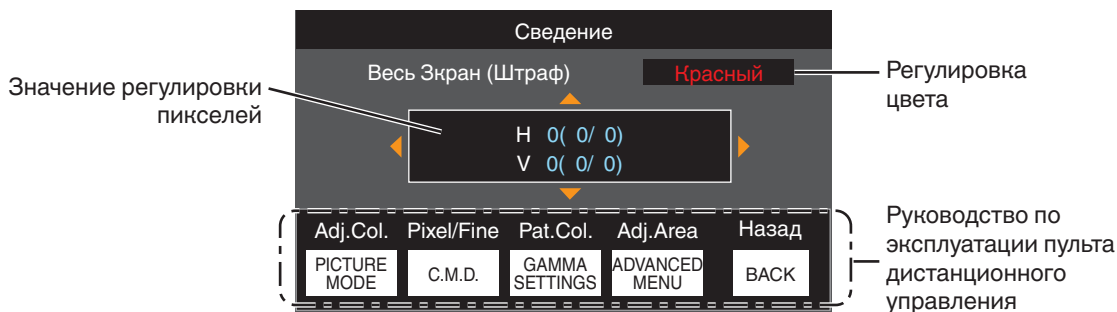 Сведение
Весь Зкран (Штраф)
Красный
Значение регулировки
пикселей
Регулировка
цвета
H 0( 0/ 0)
V 0( 0/ 0)
Adj.Col. Pixel/Fine Pat.Col. Adj.Area Назад
PICTURE
MODE
C.M.D.
GAMMA
SETTINGS
ADVANCED
MENU
BACK
Руководство по
эксплуатации пульта
дистанционного
управления